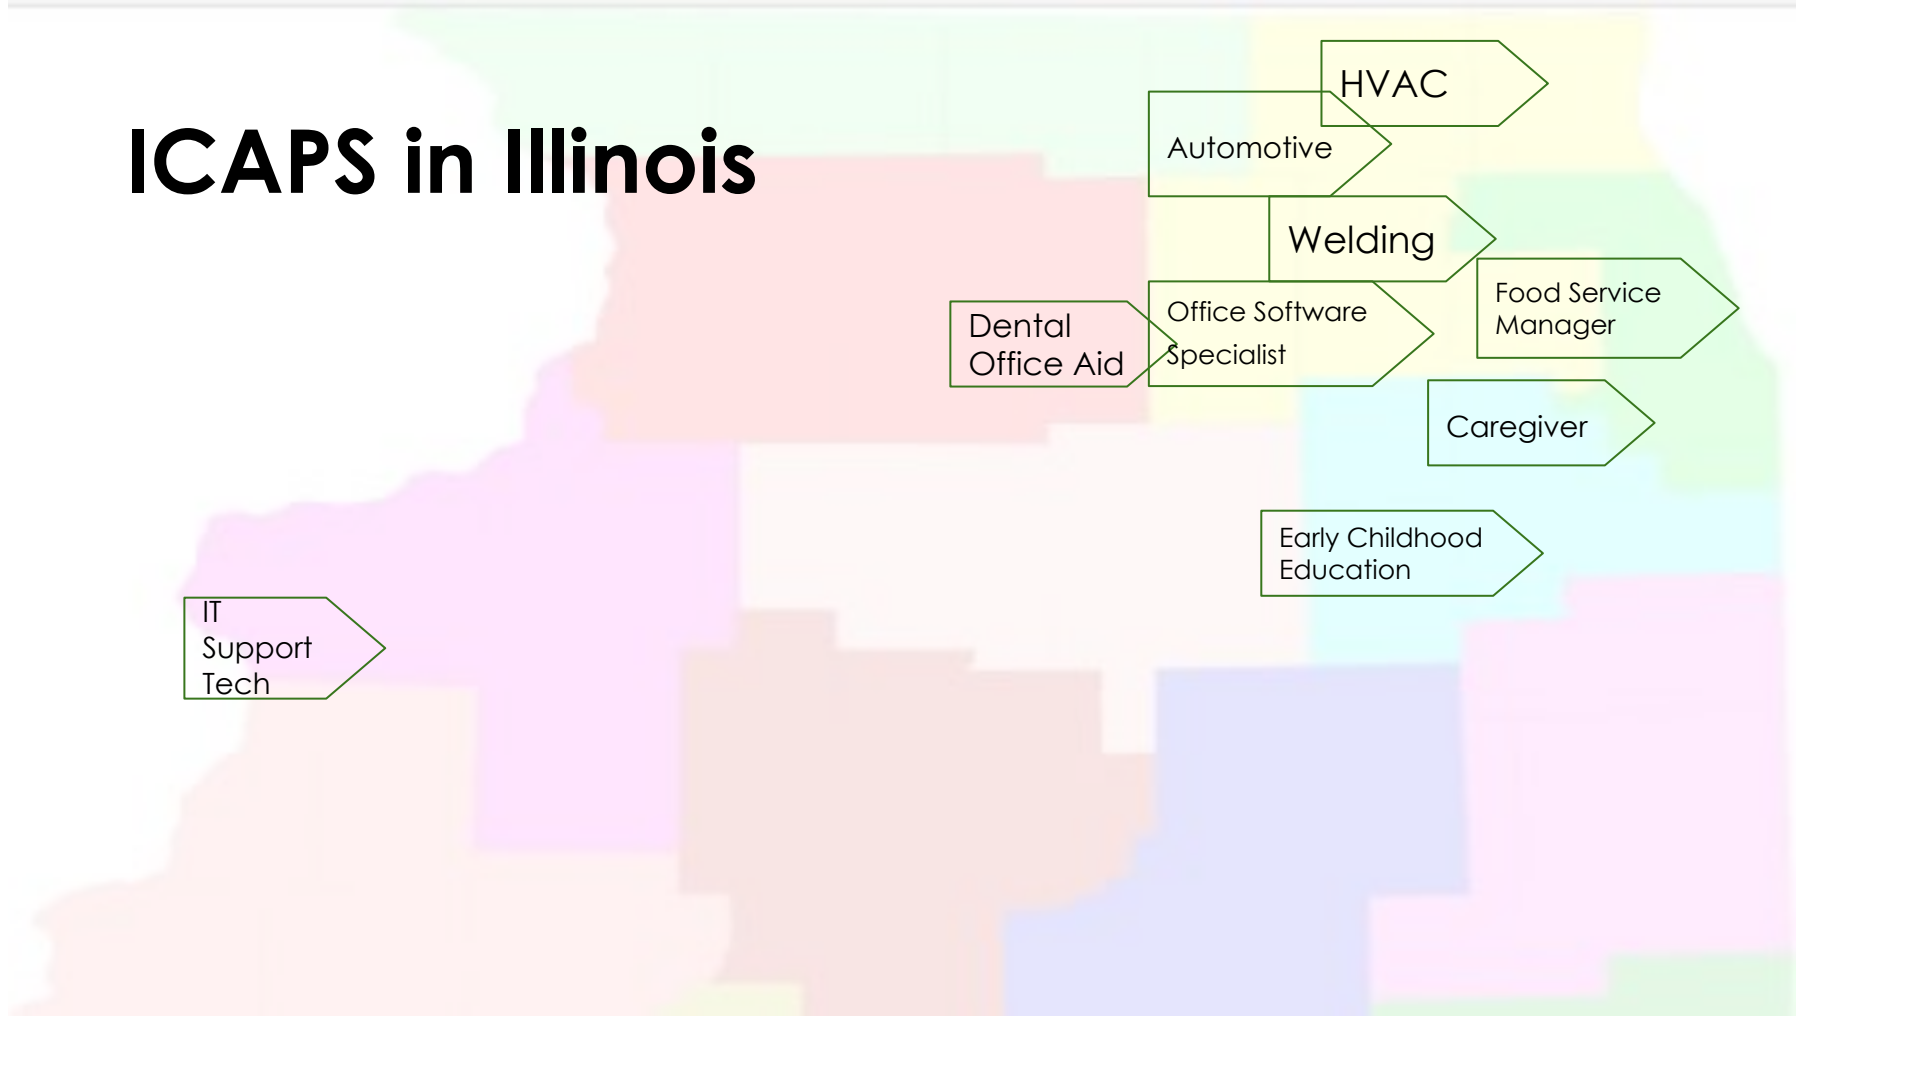 HVAC
ICAPS in Illinois
Automotive
Welding
Food Service
Manager
Office Software
Specialist
Dental
Office Aid
Caregiver
Early Childhood
Education
IT
Support
Tech